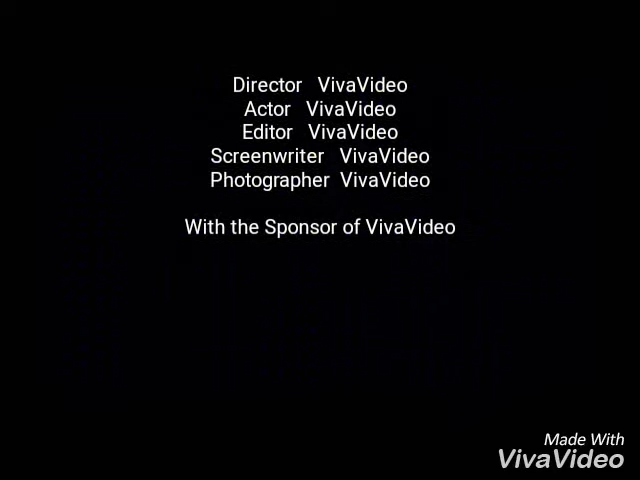 Director VivaVideo
Actor VivaVideo
Editor VivaVideo
Screenwriter VivaVideo
Photographer VivaVideo
With the Sponsor of VivaVideo
Made With
VivaVideo